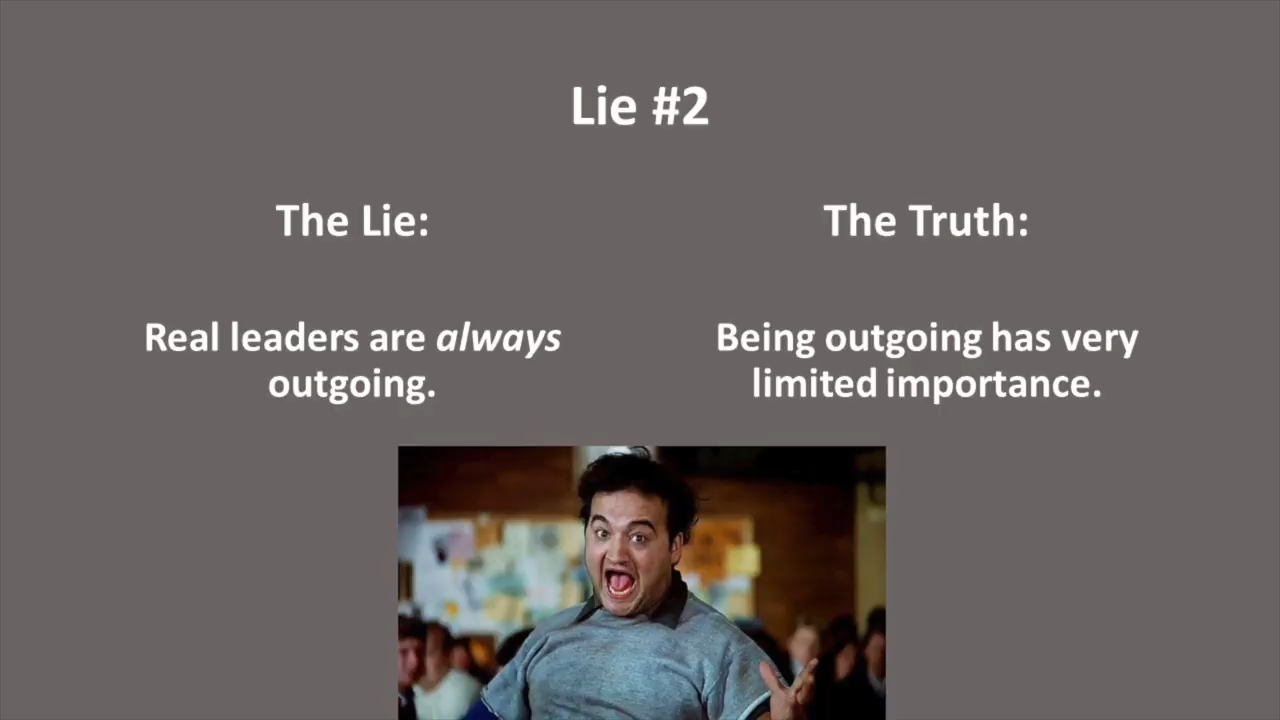 Lie #2
The Lie:
Real leaders are always
outgoing.
The Truth:
Being outgoing has very
limited importance.